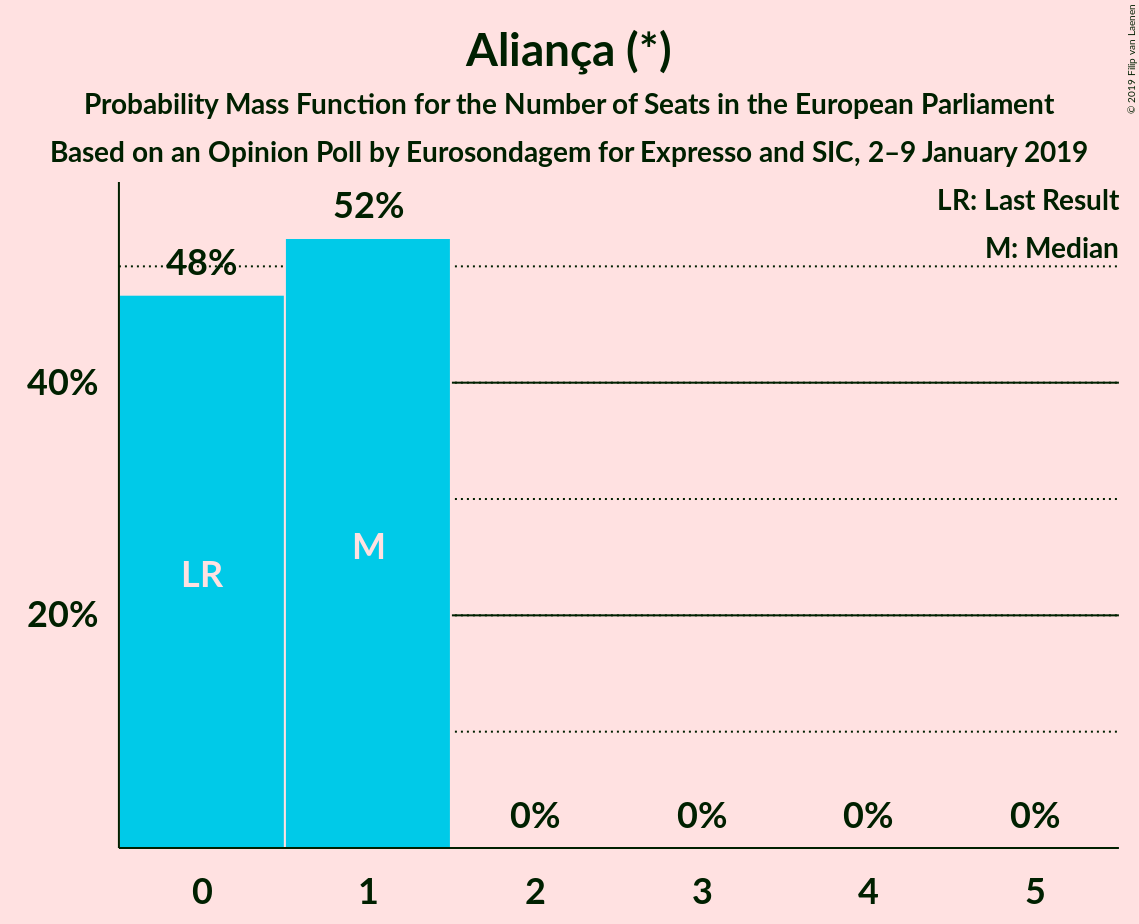 Aliança (*)
Probability Mass Function for the Number of Seats in the European Parliament
Based on an Opinion Poll by Eurosondagem for Expresso and SIC, 2–9 January 2019
© 2019 Filip van Laenen
LR: Last Result
M: Median
52%
48%
40%
20%
LR
M
0%
0%
0%
0%
0
1
2
3
4
5